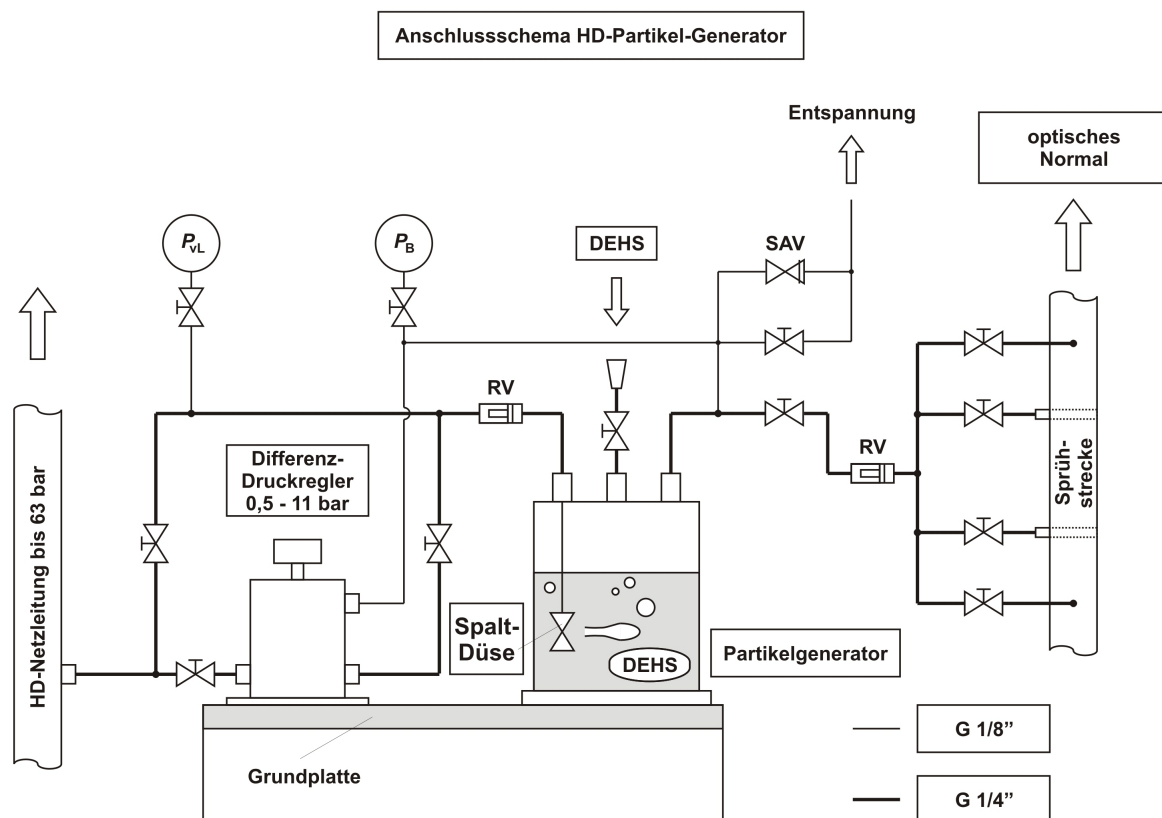 Anschlussschema HD-Partikel-Generator
Entspannung
optisches
Normal
PvL
PB
DEHS
SAV
RV
Differenz-
Druckregler
0,5 - 11 bar
RV
Sprüh-
strecke
HD-Netzleitung bis 63 bar
Spalt-
Düse
DEHS
Partikelgenerator
G 1/8”
Grundplatte
G 1/4”